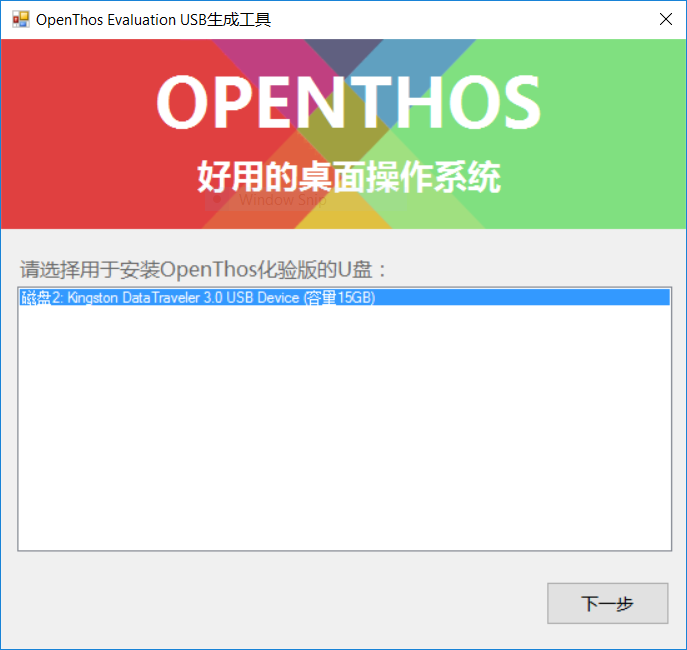 OpenThos Evaluation USB生成工具
OPENTHOS
好用的桌面操作系统
Window Snip
请选择用于安装OpenThos化验版的U盘：
磁盘2: Kingston DataTraveler 3.0 USB Device (容量15GB)
下一步